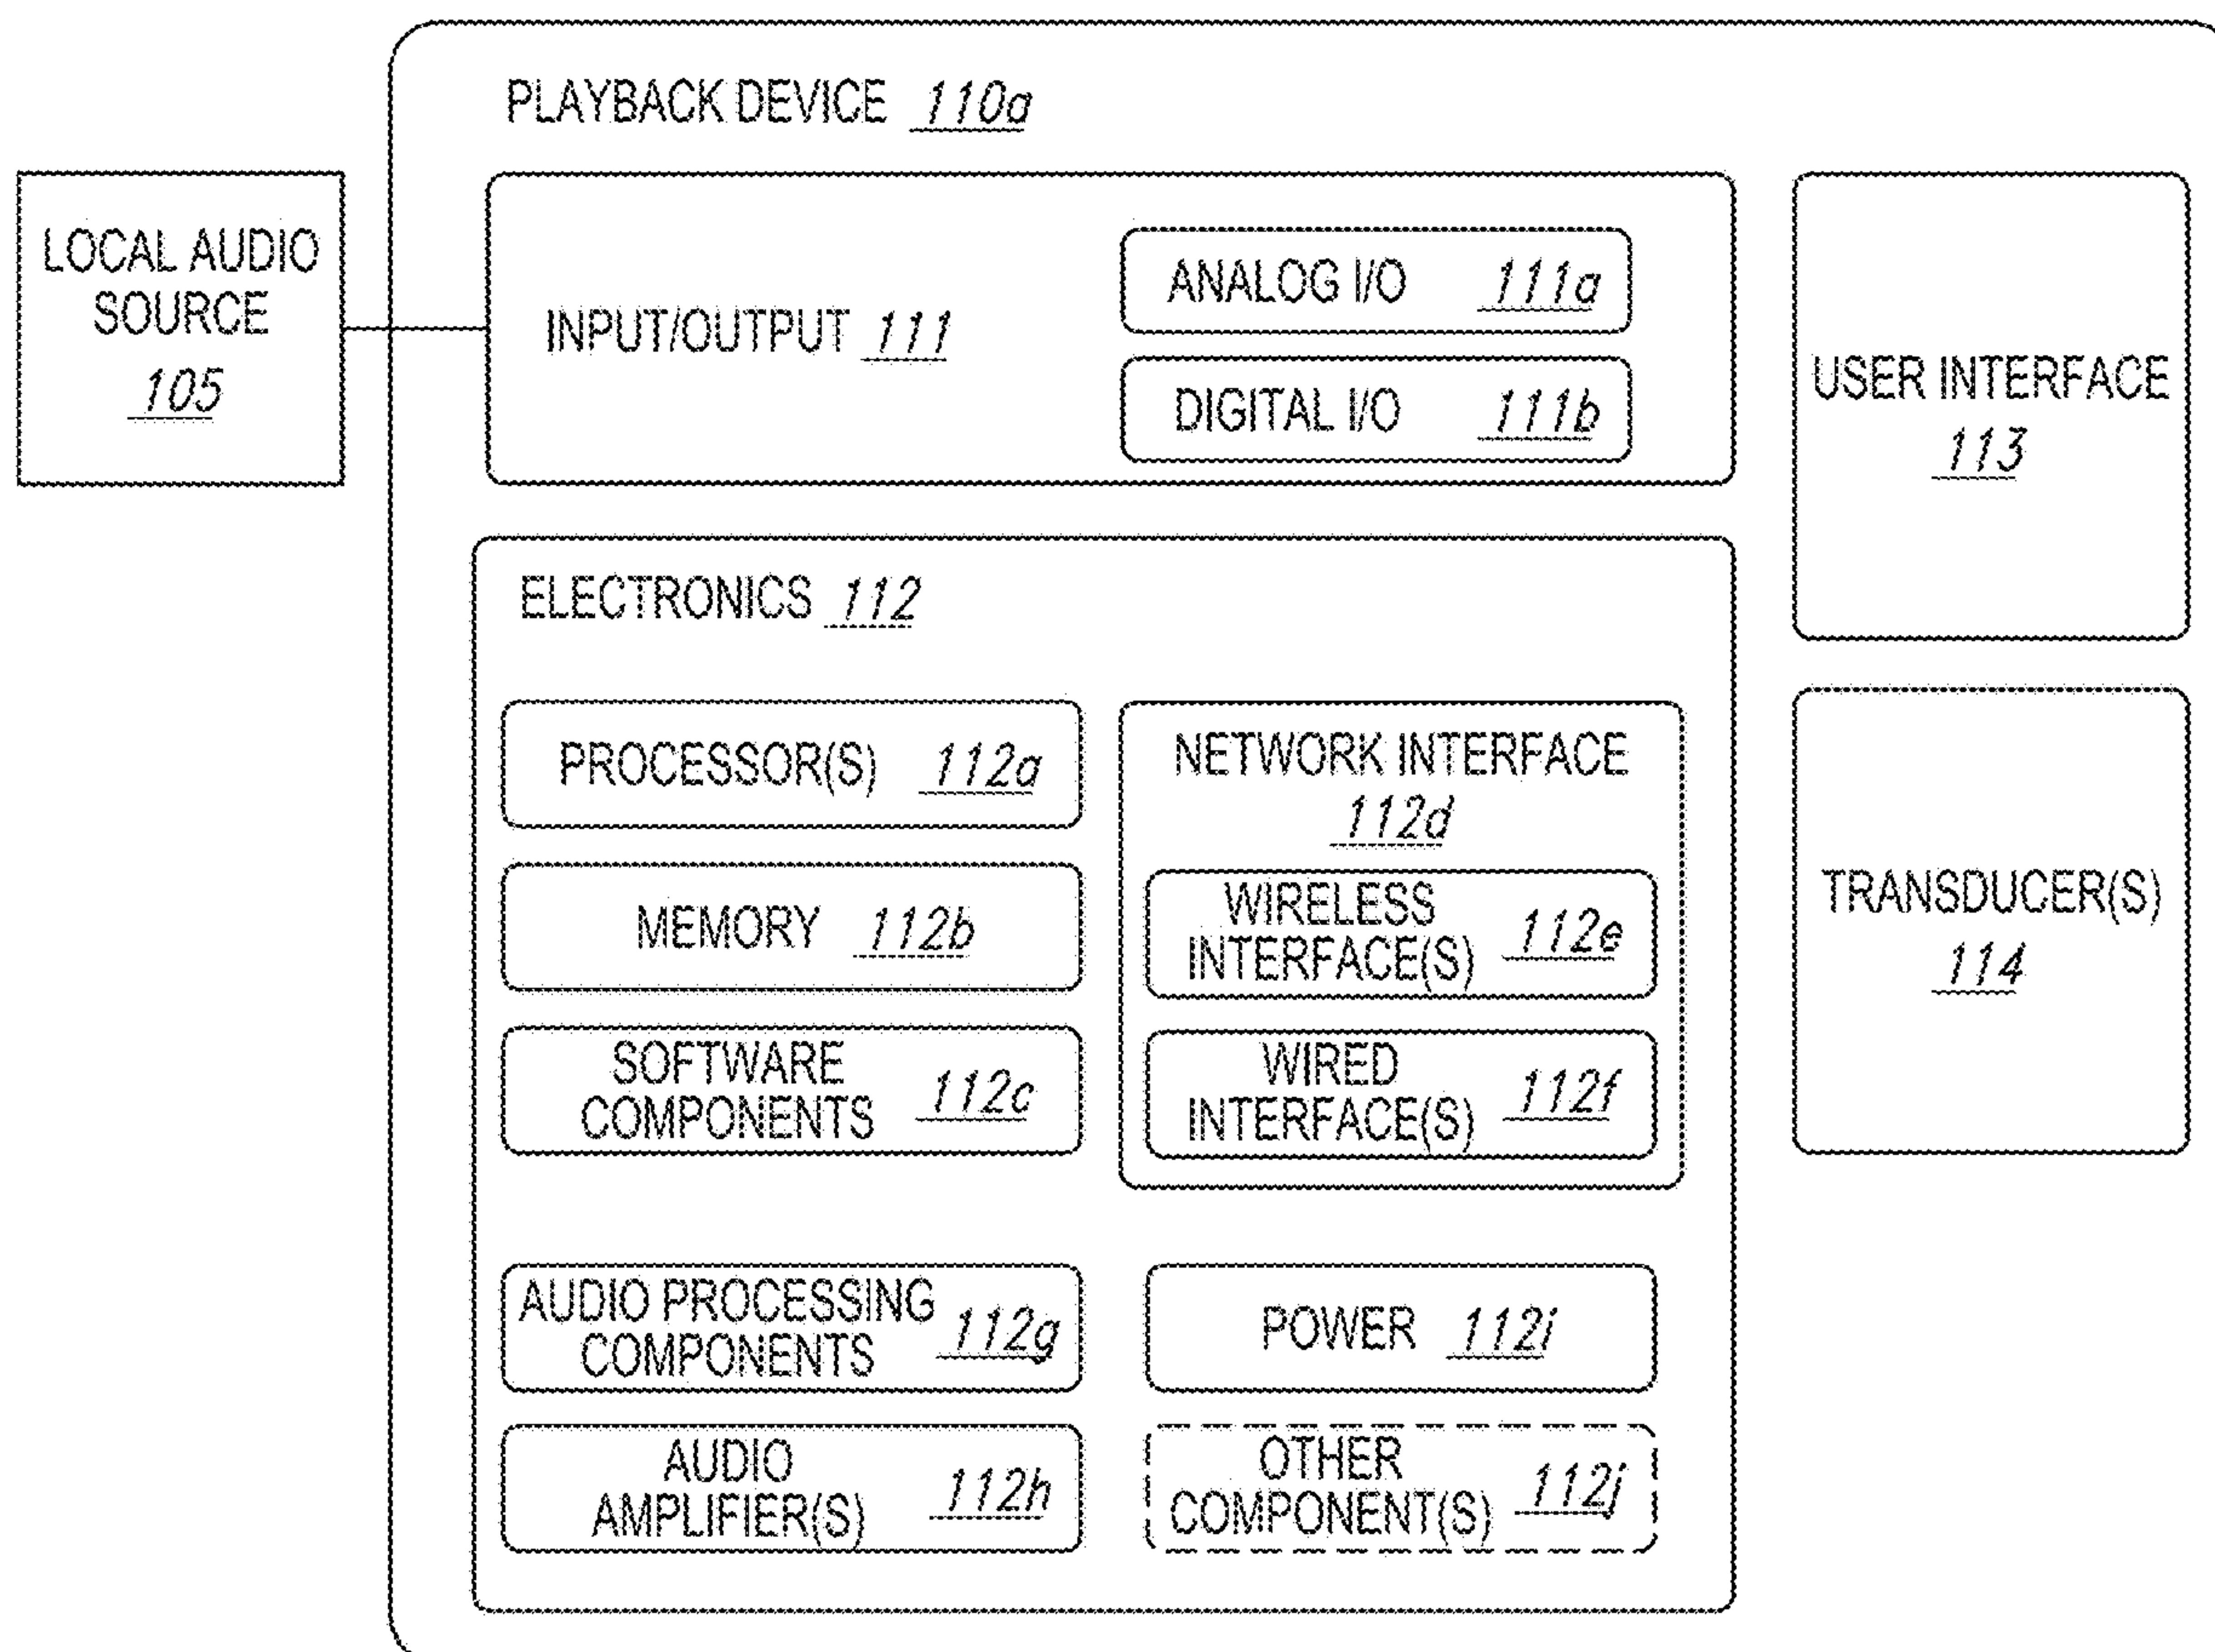 PLAYBACK DEVICE 110a
LOCAL AUDIO
SOURCE
105
INPUT/OUTPUT 111
ANALOG I/O 111a
DIGITAL I/O 111b
USER INTERFACE
113
ELECTRONICS 112
PROCESSOR(S) 112a
MEMORY 112b
SOFTWARE
COMPONENTS 112c
NETWORK INTERFACE
112d
WIRELESS
INTERFACE(S) 112e
WIRED
INTERFACE(S) 112f
TRANSDUCER(S)
114
AUDIO PROCESSING
COMPONENTS 112g
POWER 112i
AUDIO
AMPLIFIER(S) 112h
OTHER
COMPONENT(S) 112j